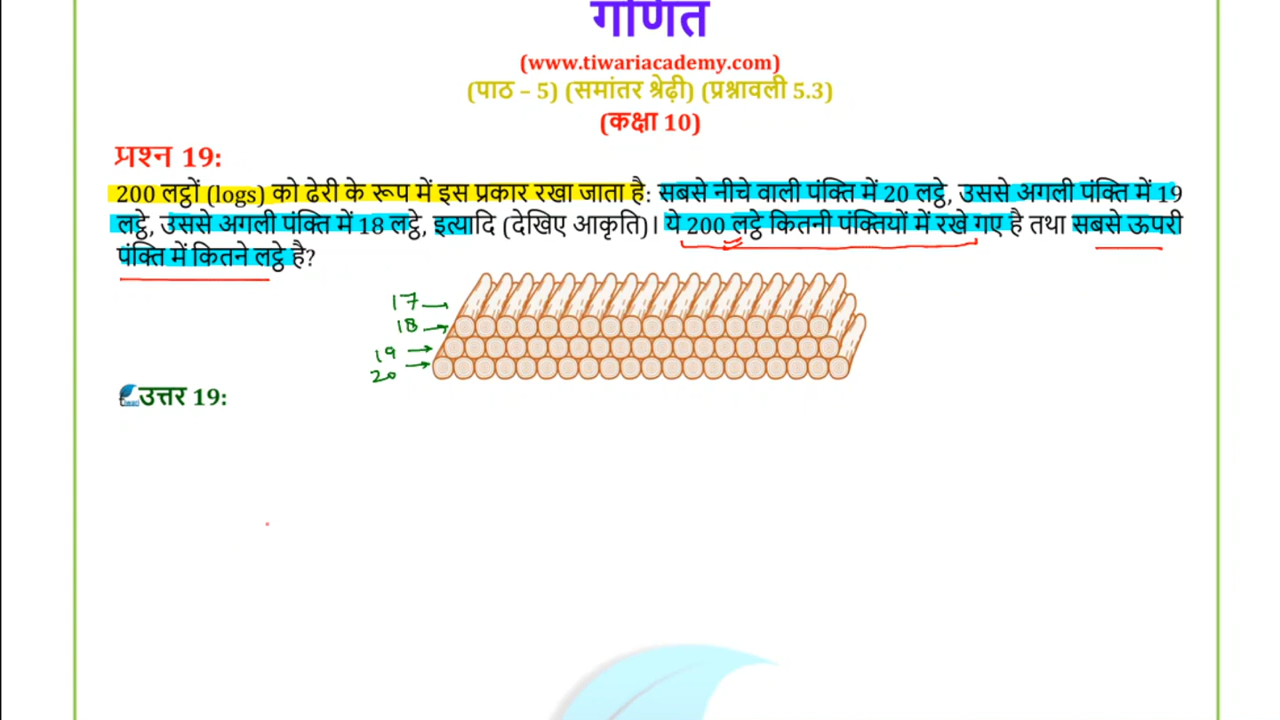 गणित
(www.tiwariacademy.com)
(पाठ – 5) (समांतर श्रेढ़ी) (प्रश्नावली 5.3)
(कक्षा 10)
प्रश्न 19:
200 लट्ठों (logs) को ढेरी के रूप में इस प्रकार रखा जाता है: सबसे नीचे वाली पंक्ति में 20 लट्ठे, उससे अगली पंक्ति में 19
लट्ठे, उससे अगली पंक्ति में 18 लट्ठे, इत्यादि (देखिए आकृति)। ये 200 लट्ठे कितनी पंक्तियों में रखे गए है तथा सबसे ऊपरी
पंक्ति में कितने लट्ठे है?
17
18
19
20
उत्तर 19: